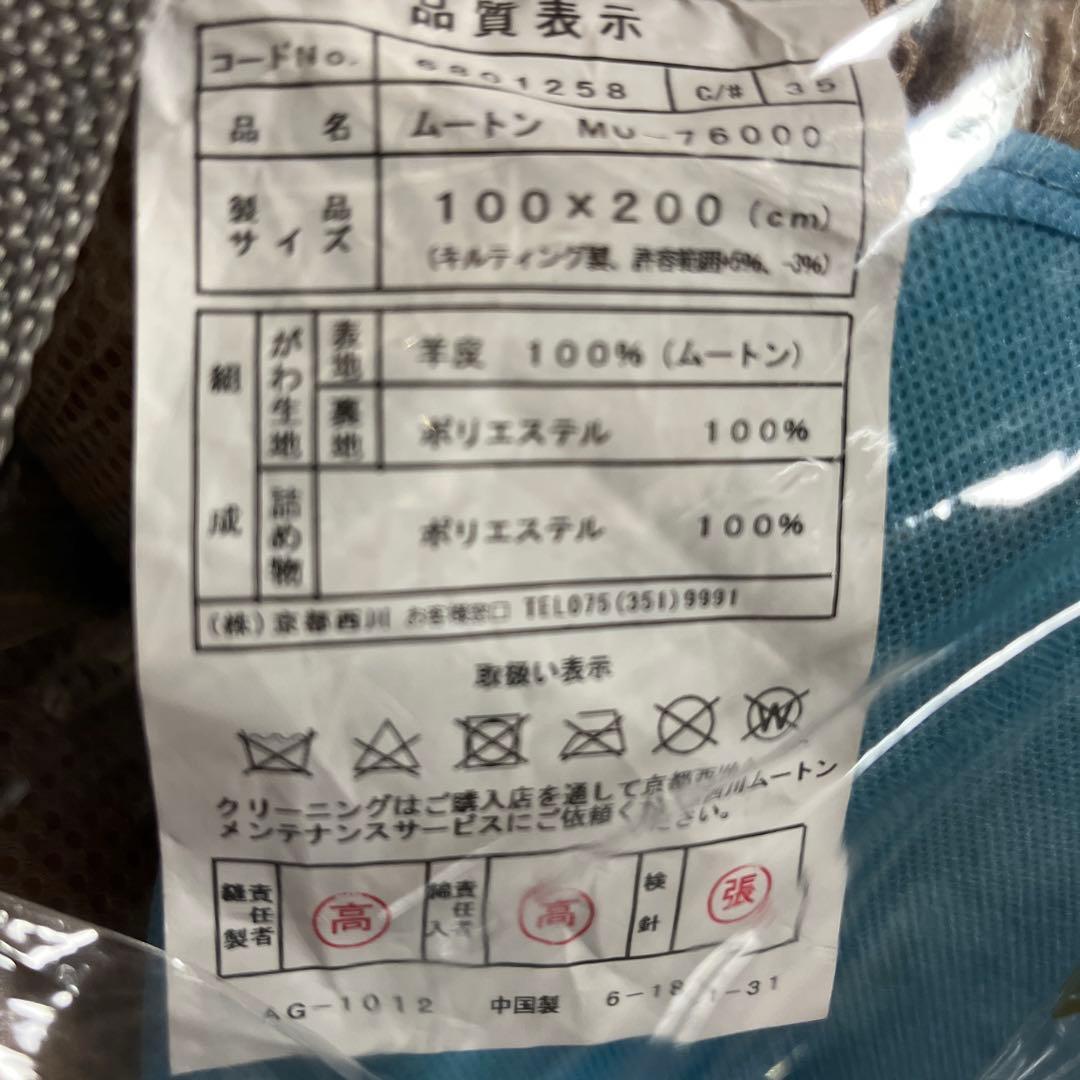 品質表示
コードNo. 6801258 C/# 35
品名 ムートン MU-76000
製品サイズ 100×200 (cm)
(キルティング製、許容範囲+5%、-3%)
組成 がわ生地 表地 羊皮 100% (ムートン)
裏地 ポリエステル 100%
詰め物 ポリエステル 100%
(株)京都西川 お客様窓口 TEL075(351)9991
取扱い表示
W
クリーニングはご購入店を通して京都西川 西川ムートン
メンテナンスサービスにご依頼ください。
縫製責任者 高 綿入責任者 高 検針 張
AG-1012 中国製 6-18 -31